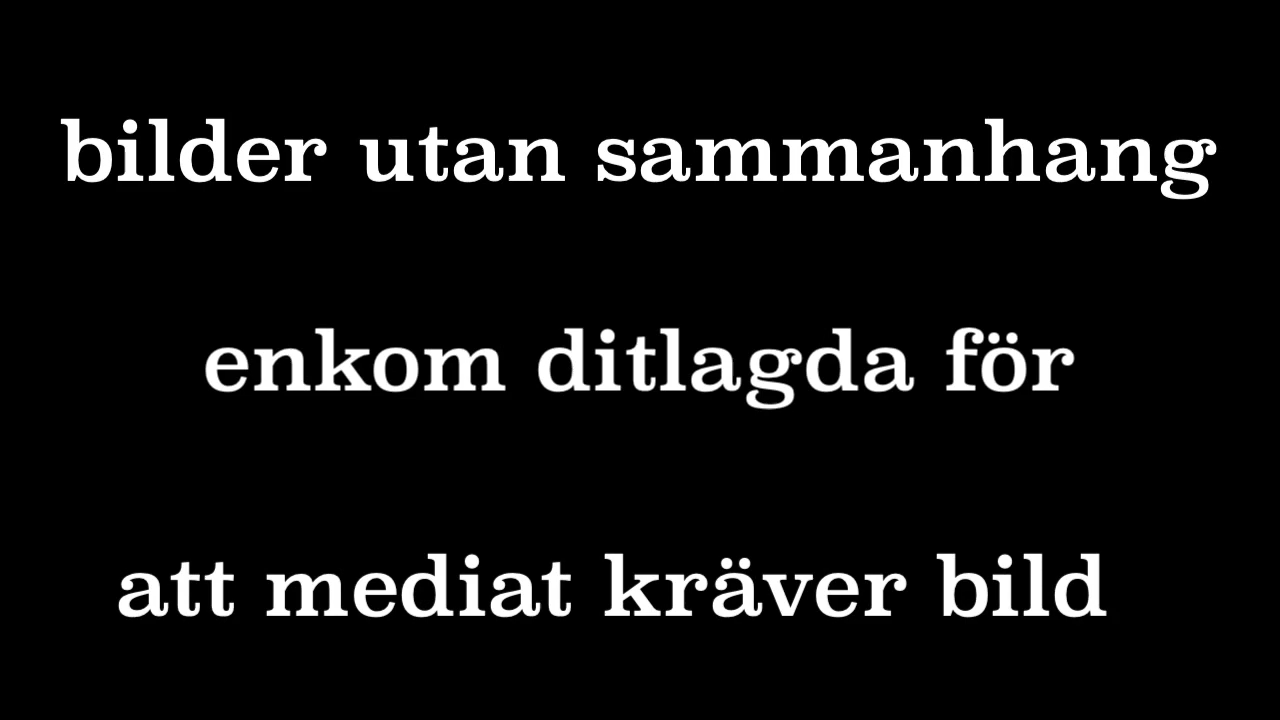 bilder utan sammanhang
enkom ditlagda för
att mediat kräver bild